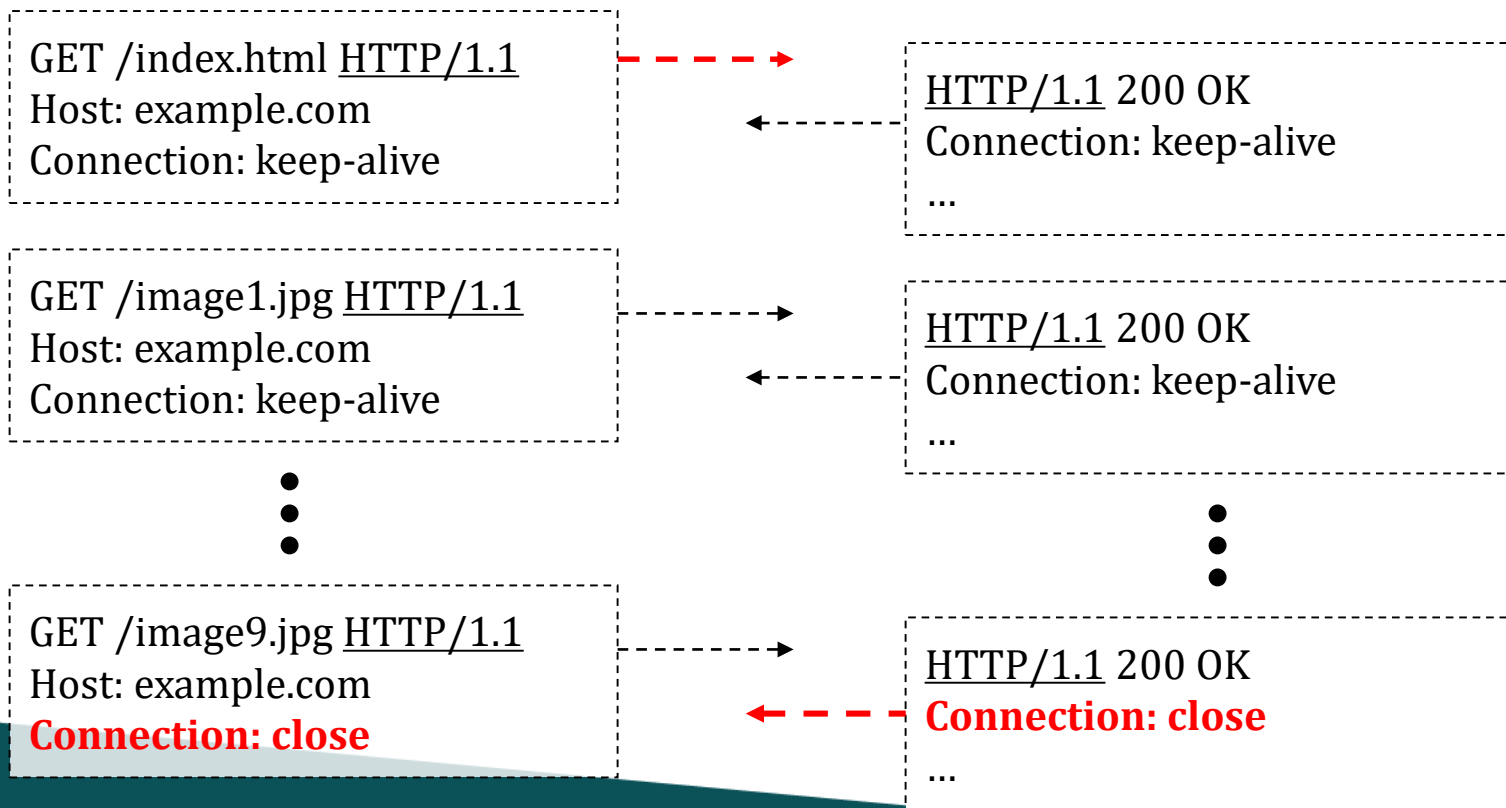 GET /index.html HTTP/1.1
Host: example.com
Connection: keep-alive
HTTP/1.1 200 OK
Connection: keep-alive
...
GET /image1.jpg HTTP/1.1
Host: example.com
Connection: keep-alive
HTTP/1.1 200 OK
Connection: keep-alive
...
GET /image9.jpg HTTP/1.1
Host: example.com
Connection: close
HTTP/1.1 200 OK
Connection: close
...